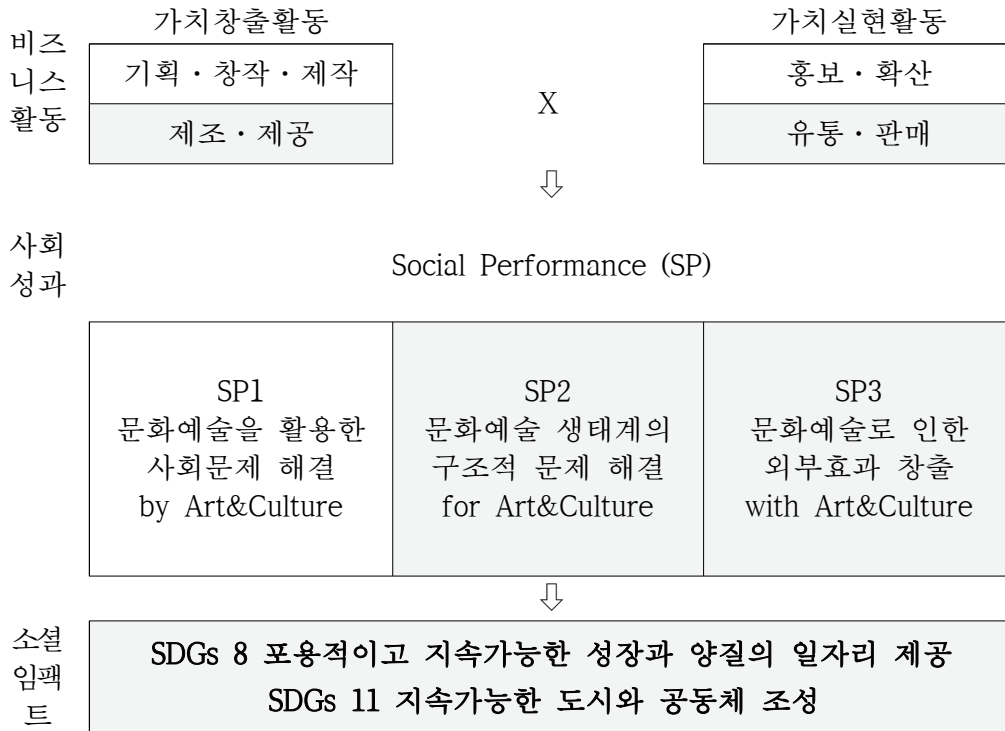 가치창출활동
가치실현활동
비즈
니스
활동
기획・창작・제작
홍보・확산
X
제조・제공
유통・판매
⇩
사회
성과
Social Performance (SP)
SP1
문화예술을 활용한
사회문제 해결
by Art&Culture
SP2
문화예술 생태계의
구조적 문제 해결
for Art&Culture
SP3
문화예술로 인한
외부효과 창출
with Art&Culture
⇩
소셜
임팩
트
SDGs 8 포용적이고 지속가능한 성장과 양질의 일자리 제공
SDGs 11 지속가능한 도시와 공동체 조성